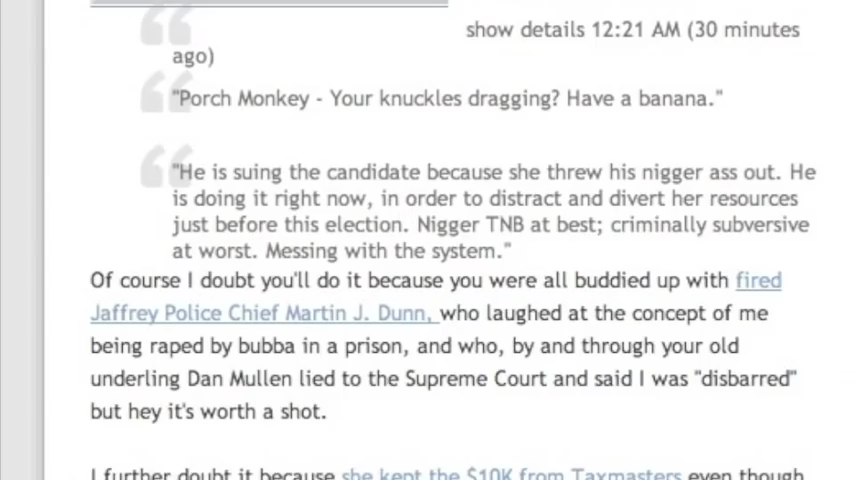 show details 12:21 AM (30 minutes
ago)
"Porch Monkey - Your knuckles dragging? Have a banana."
"He is suing the candidate because she threw his nigger ass out. He
is doing it right now, in order to distract and divert her resources
just before this election. Nigger TNB at best; criminally subversive
at worst. Messing with the system."
Of course I doubt you'll do it because you were all buddied up with fired
Jaffrey Police Chief Martin J. Dunn, who laughed at the concept of me
being raped by bubba in a prison, and who, by and through your old
underling Dan Mullen lied to the Supreme Court and said I was "disbarred"
but hey it's worth a shot.
I further doubt it because she kept the $10K from Taxmasters even though